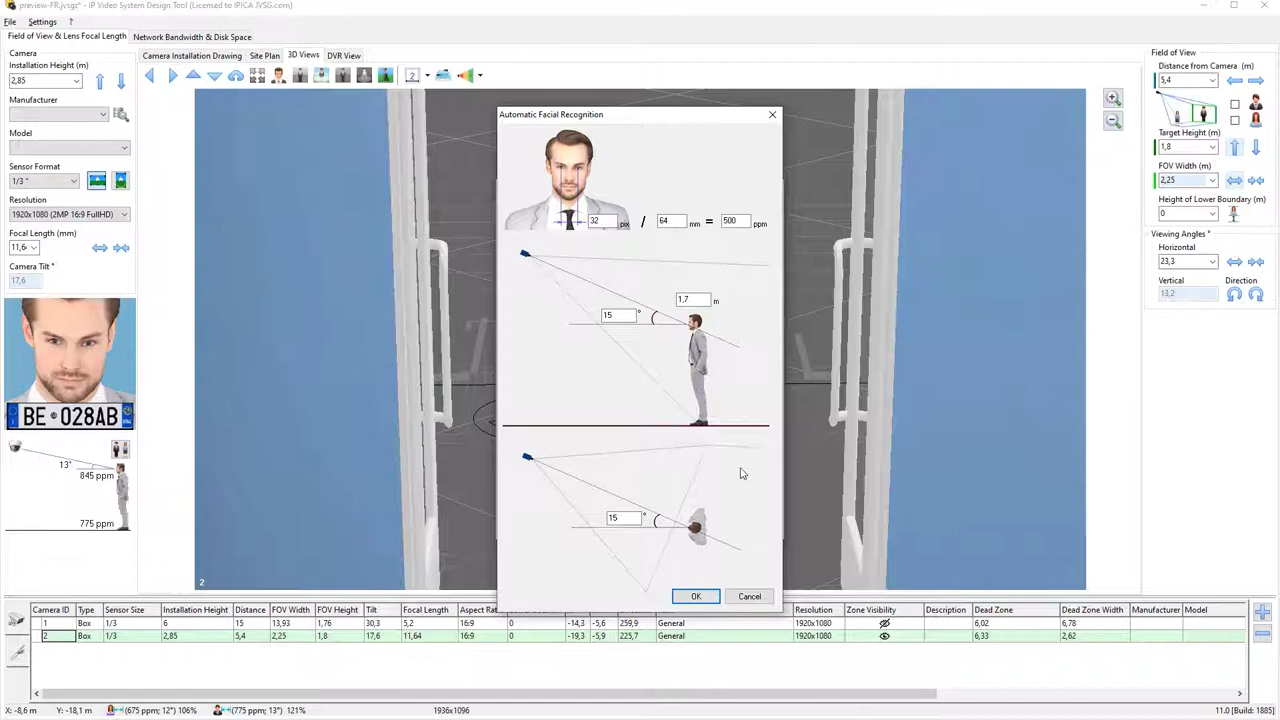 preview-FR.jvsg* - IP Video System Design Tool (Licensed to IPICA JVSG.com)
File Settings ?
Field of View & Lens Focal Length Network Bandwidth & Disk Space
Camera
Installation Height (m)
2,85
Manufacturer
Model
Sensor Format
1/3 "
Resolution
1920x1080 (2MP 16:9 FullHD)
Focal Length (mm)
11,6
Camera Tilt °
17,6
BE 028AB
13°
845 ppm
775 ppm
Camera Installation Drawing Site Plan 3D Views DVR View
2
2
Automatic Facial Recognition
32 pix / 64 mm = 500 ppm
1,7 m
15 °
15 °
OK Cancel
Field of View
Distance from Camera (m)
5,4
Target Height (m)
1,8
FOV Width (m)
2,25
Height of Lower Boundary (m)
0
Viewing Angles °
Horizontal
23,3
Vertical Direction
13,2
Camera ID Type Sensor Size Installation Height Distance FOV Width FOV Height Tilt Focal Length Aspect Rat Resolution Zone Visibility Description Dead Zone Dead Zone Width Manufacturer Model
1 Box 1/3 6 15 13,93 1,76 30,3 5,2 16:9 0 -14,3 -5,6 259,9 General 1920x1080 6,02 6,78
2 Box 1/3 2,85 5,4 2,25 1,8 17,6 11,64 16:9 0 -19,3 -5,9 225,7 General 1920x1080 6,33 2,62
X: -8,6 m Y: -18,1 m (675 ppm; 12°) 106% (775 ppm; 13°) 121% 1936x1096 11.0 [Build: 1885]